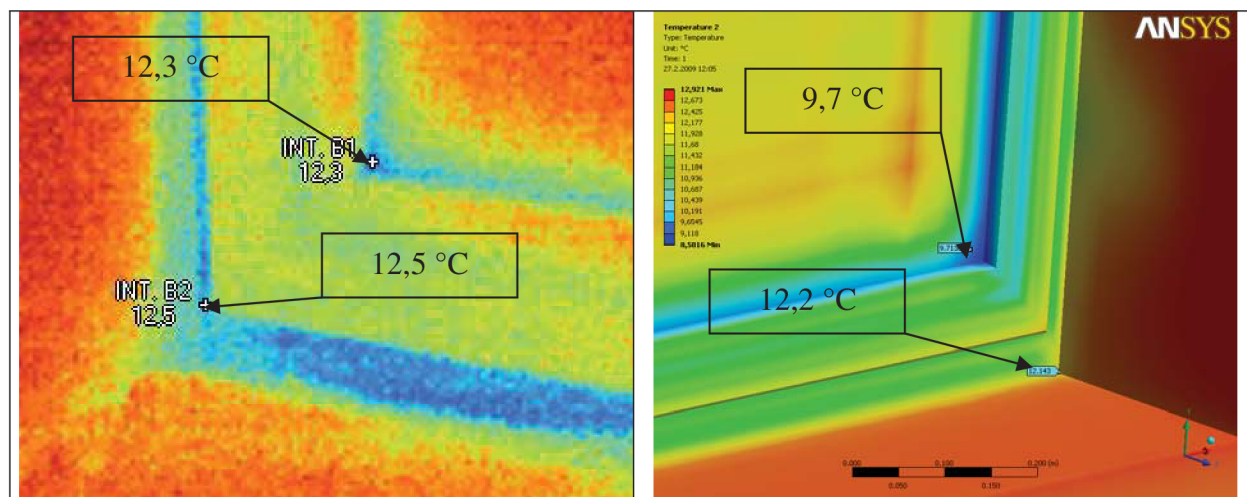 12,3 °C
INT. B1
12,3
12,5 °C
INT. B2
12,5
Temperature 2
Type: Temperature
Unit: °C
Time: 1
27.2.2009 12:05
12,921 Max
12,673
12,425
12,177
11,928
11,68
11,432
11,184
10,936
10,687
10,439
10,191
9,6045
9,118
8,5816 Min
ANSYS
9,7 °C
12,2 °C
12,143
0.000
0.100
0.200 (m)
0.050
0.150